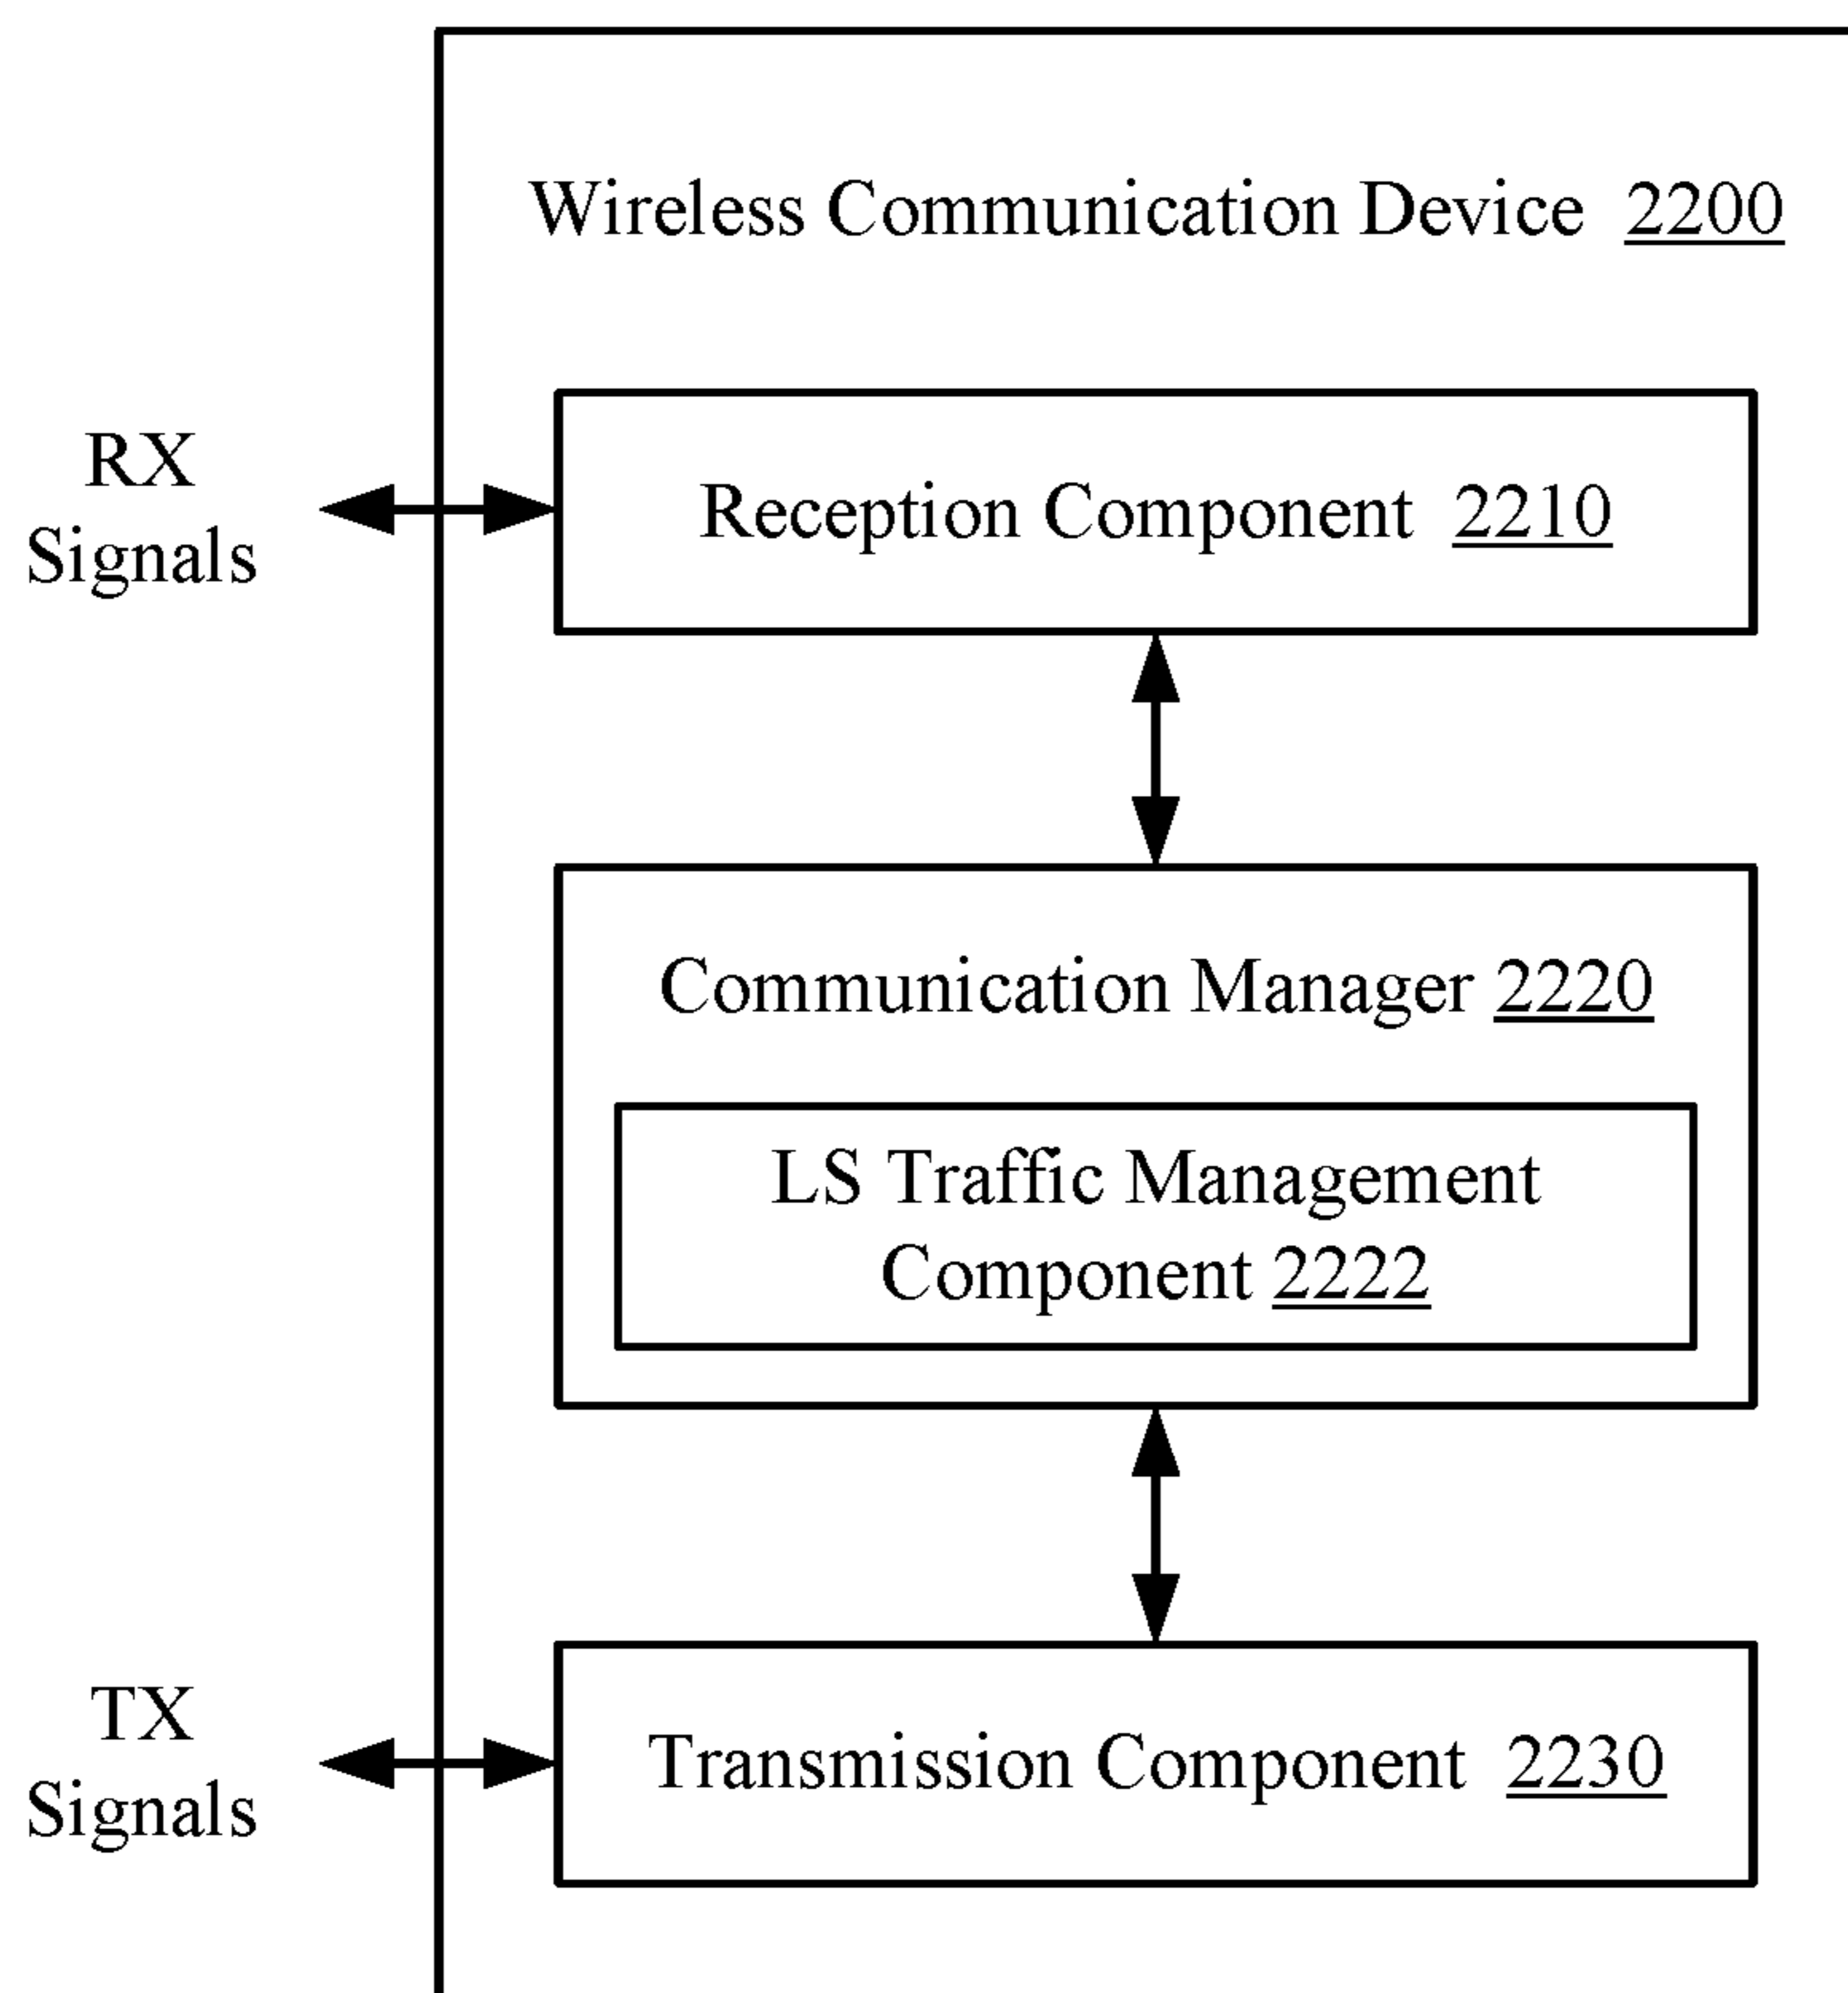 Wireless Communication Device 2200
RX
Signals
Reception Component 2210
Communication Manager 2220
LS Traffic Management
Component 2222
TX
Signals
Transmission Component 2230